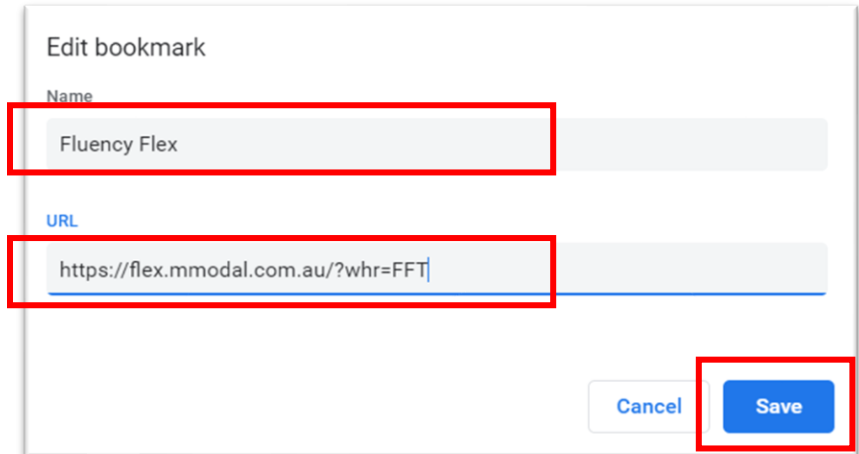 Edit bookmark
Name
Fluency Flex
URL
https://flex.mmodal.com.au/?whr=FFT
Cancel Save